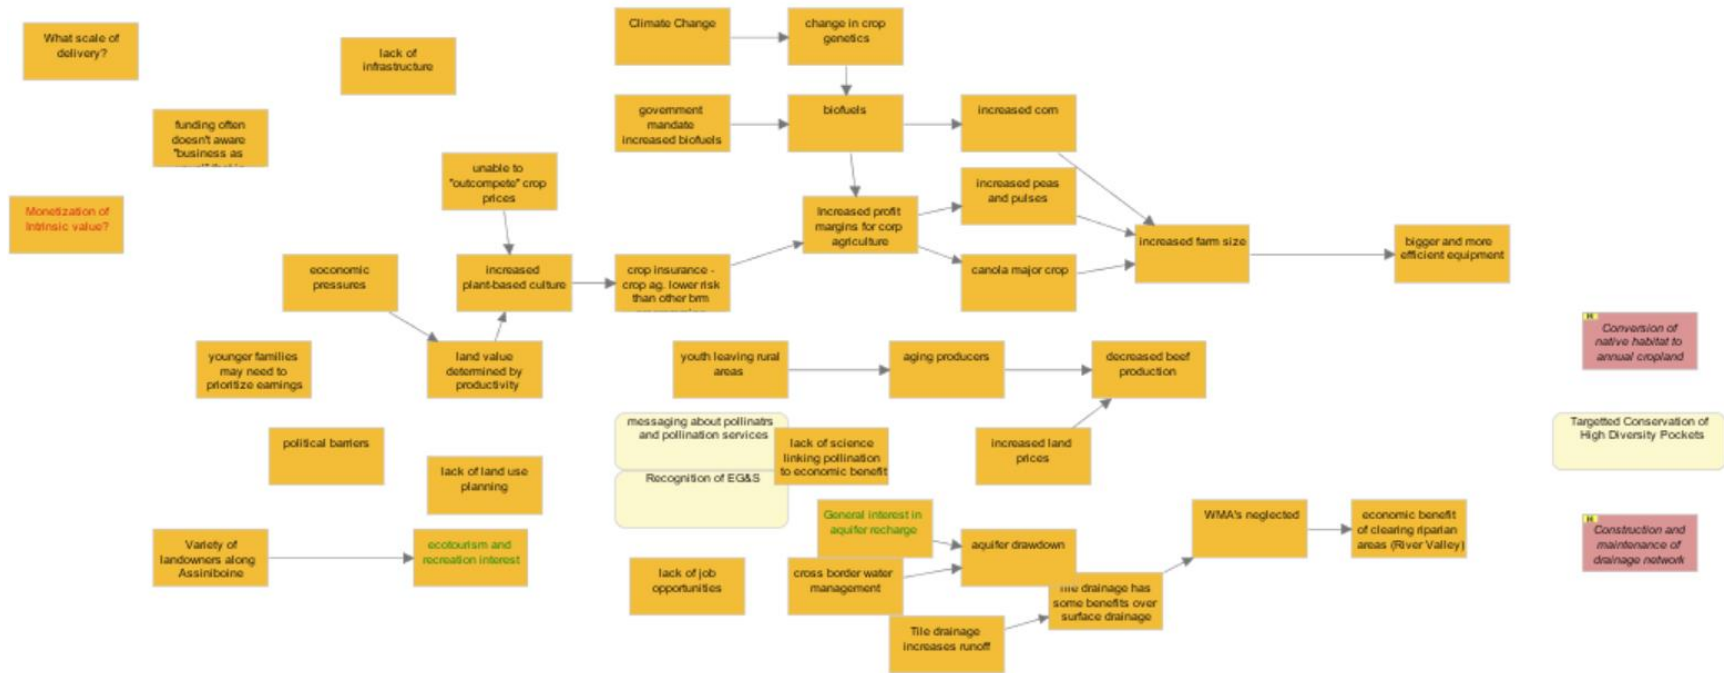 What scale of
delivery?
lack of
infrastructure
Climate Change
change in crop
genetics
funding often
doesn't aware
"business as
government
mandate
increased biofuels
biofuels
increased corn
unable to
"outcompete" crop
prices
increased peas
and pulses
Monetization of
Intrinsic value?
Increased profit
margins for corp
agriculture
increased farm size
bigger and more
efficient equipment
eoconomic
pressures
increased
plant-based culture
crop insurance -
crop ag. lower risk
than other brm
canola major crop
H
Conversion of
native habitat to
annual cropland
younger families
may need to
prioritize earnings
land value
determined by
productivity
youth leaving rural
areas
aging producers
decreased beef
production
messaging about pollinatrs
and pollination services
Targetted Conservation of
High Diversity Pockets
political barriers
lack of science
linking pollination
to economic benefit
increased land
prices
lack of land use
planning
Recognition of EG&S
General interest in
aquifer recharge
WMA's neglected
economic benefit
of clearing riparian
areas (River Valley)
H
Construction and
maintenance of
drainage network
Variety of
landowners along
Assiniboine
ecotourism and
recreation interest
aquifer drawdown
lack of job
opportunities
cross border water
management
Tile drainage has
some benefits over
surface drainage
Tile drainage
increases runoff